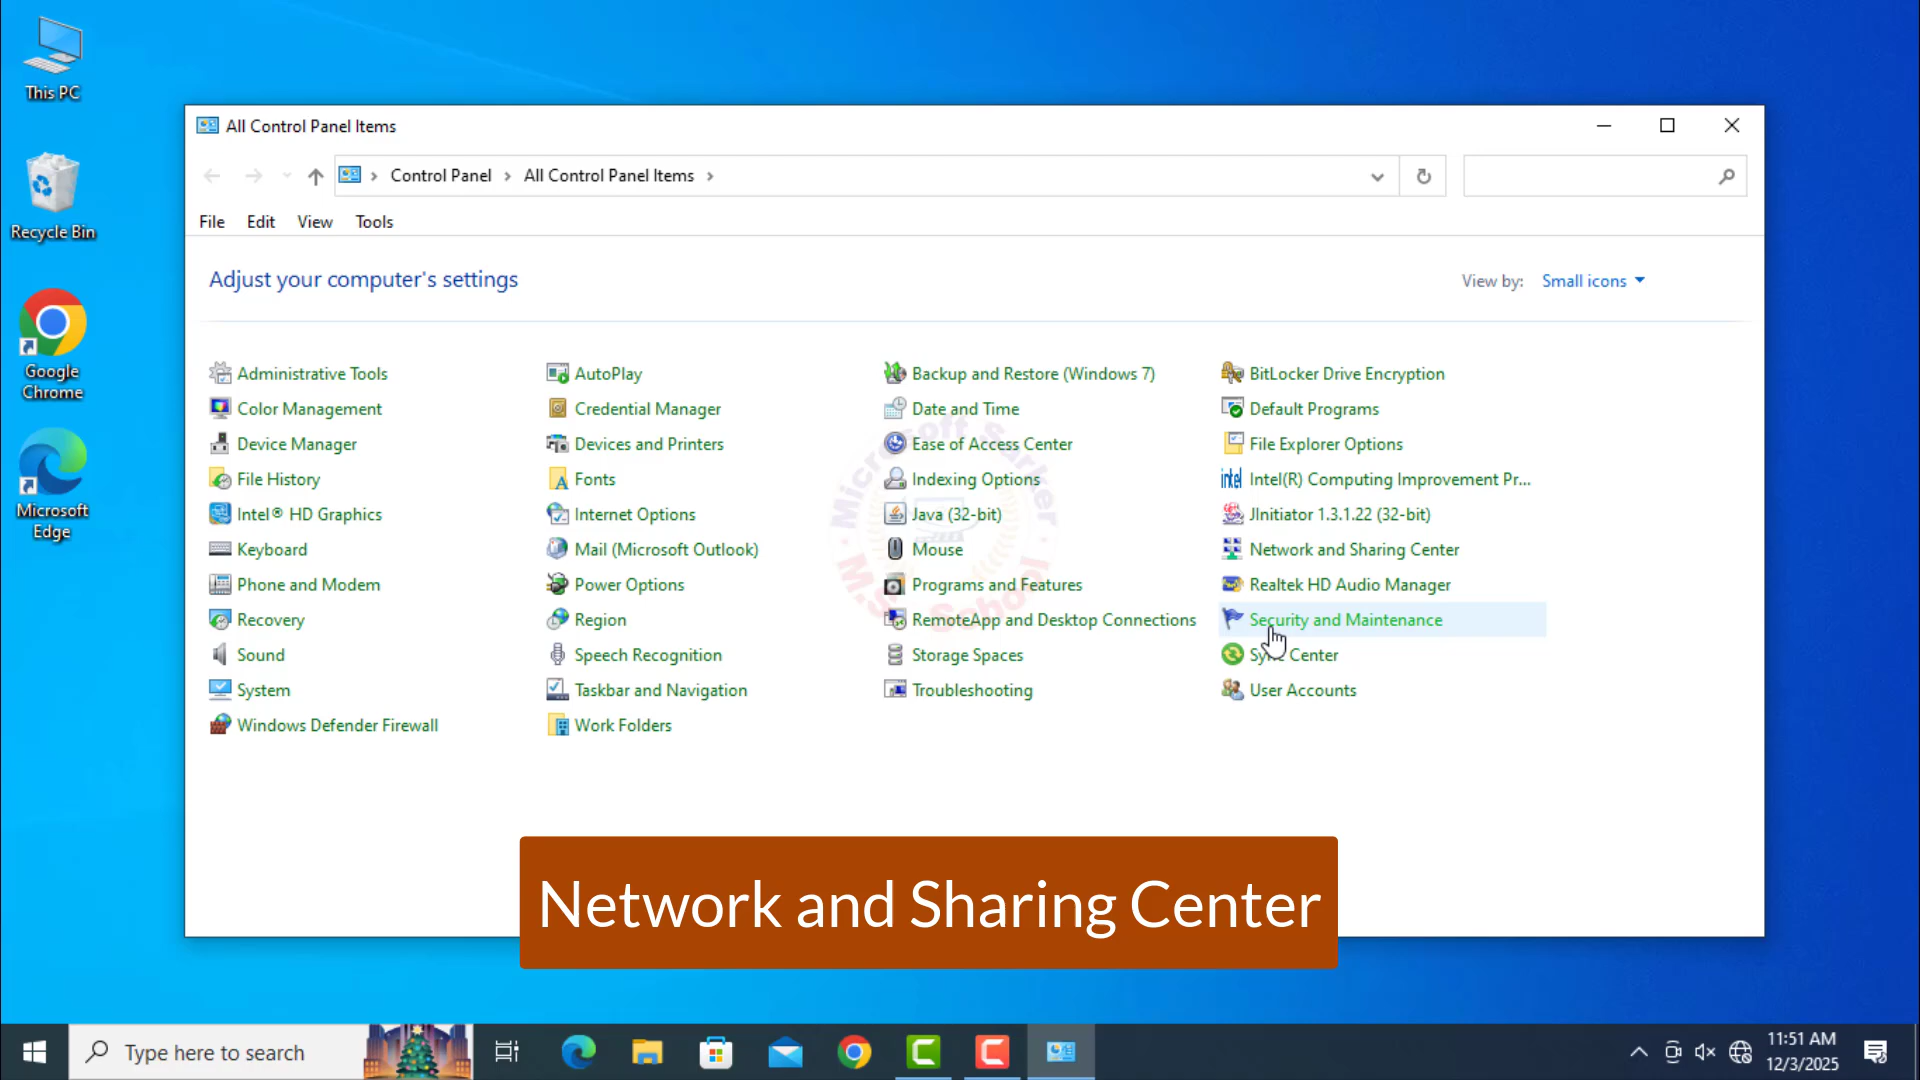 This PC
Recycle Bin
Google
Chrome
Microsoft
Edge
All Control Panel Items
Control Panel
All Control Panel Items
File Edit View Tools
Adjust your computer's settings
View by: Small icons
Administrative Tools
AutoPlay
Backup and Restore (Windows 7)
BitLocker Drive Encryption
Color Management
Credential Manager
Date and Time
Default Programs
Device Manager
Devices and Printers
Ease of Access Center
File Explorer Options
File History
Fonts
Indexing Options
Intel(R) Computing Improvement Pr...
Intel® HD Graphics
Internet Options
Java (32-bit)
JInitiator 1.3.1.22 (32-bit)
Keyboard
Mail (Microsoft Outlook)
Mouse
Network and Sharing Center
Phone and Modem
Power Options
Programs and Features
Realtek HD Audio Manager
Recovery
Region
RemoteApp and Desktop Connections
Security and Maintenance
Sound
Speech Recognition
Storage Spaces
Sync Center
System
Taskbar and Navigation
Troubleshooting
User Accounts
Windows Defender Firewall
Work Folders
Microsoft Sarker
M.S. School
Network and Sharing Center
Type here to search
11:51 AM
12/3/2025